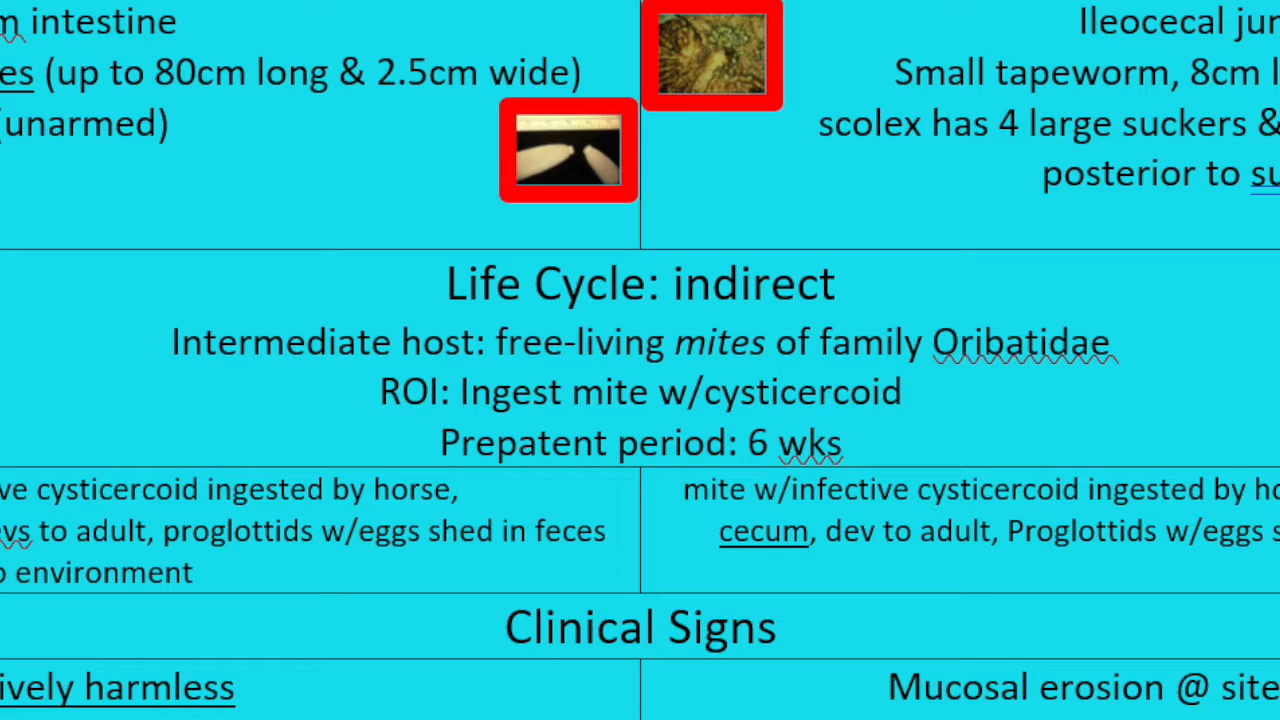 m intestine
es (up to 80cm long & 2.5cm wide)
(unarmed)
Ileocecal jun
Small tapeworm, 8cm l
scolex has 4 large suckers &
posterior to su
Life Cycle: indirect
Intermediate host: free-living mites of family Oribatidae
ROI: Ingest mite w/cysticercoid
Prepatent period: 6 wks
ve cysticercoid ingested by horse,
evs to adult, proglottids w/eggs shed in feces
o environment
mite w/infective cysticercoid ingested by ho
cecum, dev to adult, Proglottids w/eggs s
Clinical Signs
ively harmless
Mucosal erosion @ site